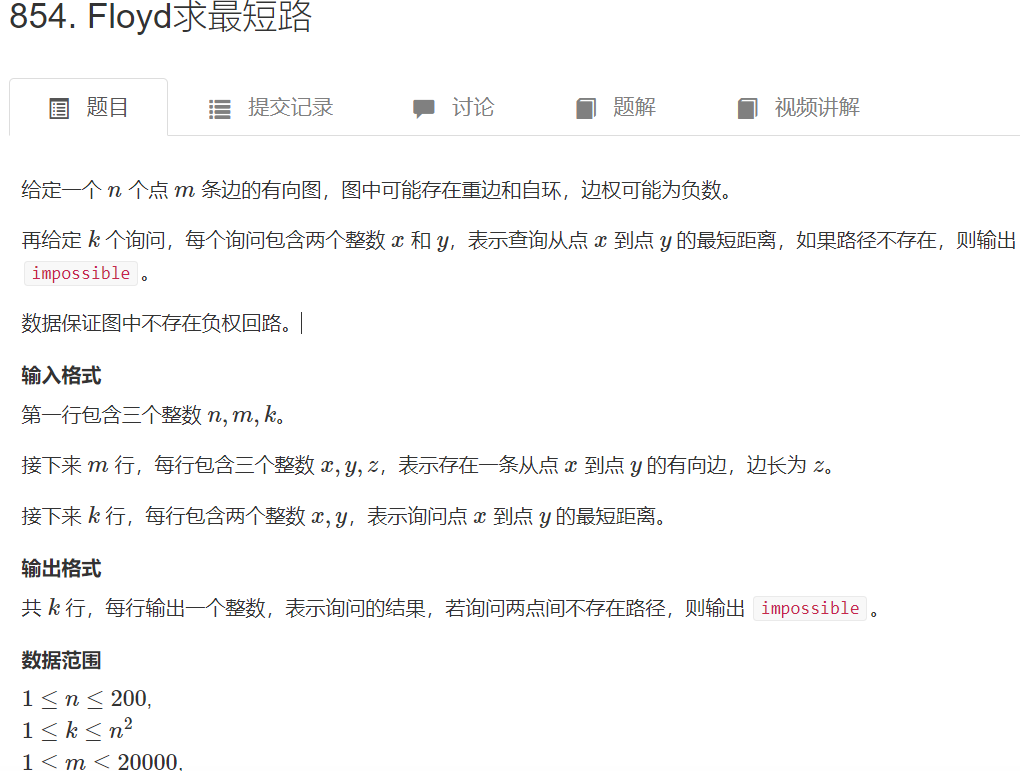 854. Floyd求最短路
题目 提交记录 讨论 题解 视频讲解
给定一个 n 个点 m 条边的有向图，图中可能存在重边和自环，边权可能为负数。
再给定 k 个询问，每个询问包含两个整数 x 和 y，表示查询从点 x 到点 y 的最短距离，如果路径不存在，则输出
impossible 。
数据保证图中不存在负权回路。
输入格式
第一行包含三个整数 n, m, k。
接下来 m 行，每行包含三个整数 x, y, z，表示存在一条从点 x 到点 y 的有向边，边长为 z。
接下来 k 行，每行包含两个整数 x, y，表示询问点 x 到点 y 的最短距离。
输出格式
共 k 行，每行输出一个整数，表示询问的结果，若询问两点间不存在路径，则输出 impossible 。
数据范围
1 ≤ n ≤ 200,
1 ≤ k ≤ n²
1 ≤ m ≤ 20000,